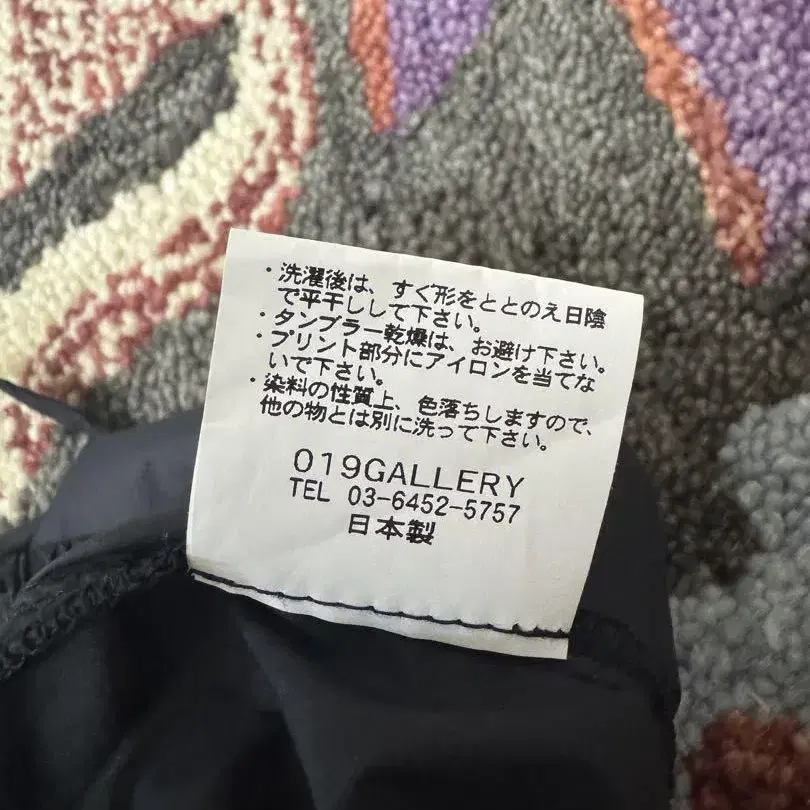 ・洗濯後は、すぐ形をととのえ日陰
で平干しして下さい。
・タンブラー乾燥は、お避け下さい。
・プリント部分にアイロンを当てな
いで下さい。
・染料の性質上、色落ちしますので、
他の物とは別に洗って下さい。
019GALLERY
TEL 03-6452-5757
日本製